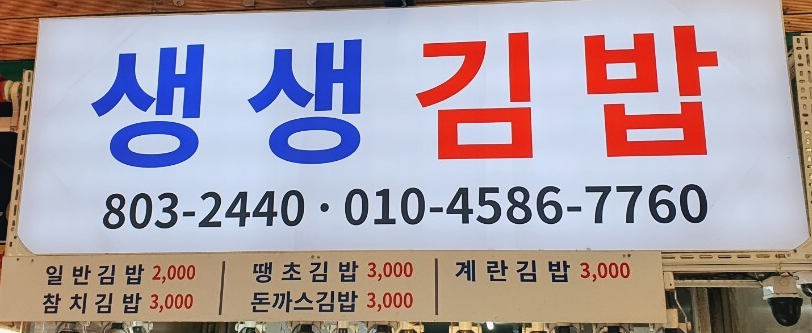 생생김밥
803-2440 · 010-4586-7760
일반김밥 2,000 땡초김밥 3,000 계란김밥 3,000
참치김밥 3,000 돈까스김밥 3,000